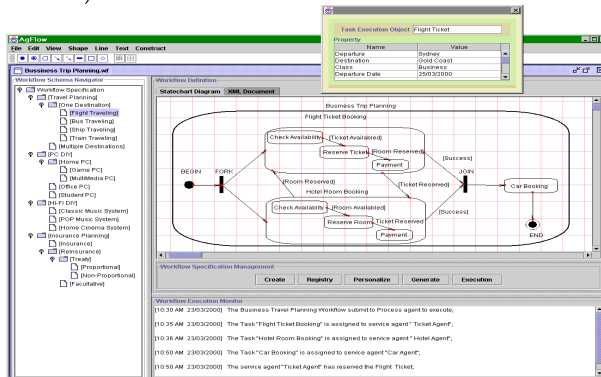 Task Execution Object Flight Ticket
Property
Name Value
Departure Sydney
Destination Gold Coast
Class Business
Departure Date 25/03/2000
AgFlow
File Edit View Shape Line Text Construct
Bussiness Trip Planning.wf
Workflow Schema Navigator
Workflow Specification
[Travel Planning]
[One Destination]
[Flight Traveling]
[Bus Traveling]
[Ship Traveling]
[Train Traveling]
[Multiple Destinations]
[PC DIY]
[Home PC]
[Game PC]
[MultiMedia PC]
[Office PC]
[Student PC]
[HI-FI DIY]
[Classic Music System]
[POP Music System]
[Home Cinema System]
[Insurance Planning]
[Insurance]
[Reinsurance]
[Treaty]
[Proportional]
[Non-Proportional]
[Facultative]
Workflow Definition
Statechart Diagram XML Document
Business Trip Planning
Flight Ticket Booking
Check Availability
[Ticket Availabled]
Reserve Ticket
[Room Reserved]
Payment
[Success]
BEGIN
FORK
JOIN
[Room Reserved]
[Ticket Reserved]
Car Booking
Hotel Room Booking
Check Availablity
[Room Available]
[Success]
Reserve Room
Ticket Reserved
Payment
END
Workflow Specification Management
Create Registry Personalize Generate Execution
Workflow Execution Monitor
[10:30 AM 23/03/2000] The Business Travel Planning Workflow submit to Process agent to execute;
[10:35 AM 23/03/2000] The Task "Flight Ticket Booking" is assigned to service agent " Ticket Agent";
[10:36 AM 23/03/2000] The Task "Hotel Room Booking" is assigned to service agent " Hotel Agent";
[10:50 AM 23/03/2000] The Task "Car Booking" is assigned to service agent "Car Agent";
[10:50 AM 23/03/2000] The service agent "Ticket Agent" has reserved the Flight Ticket;